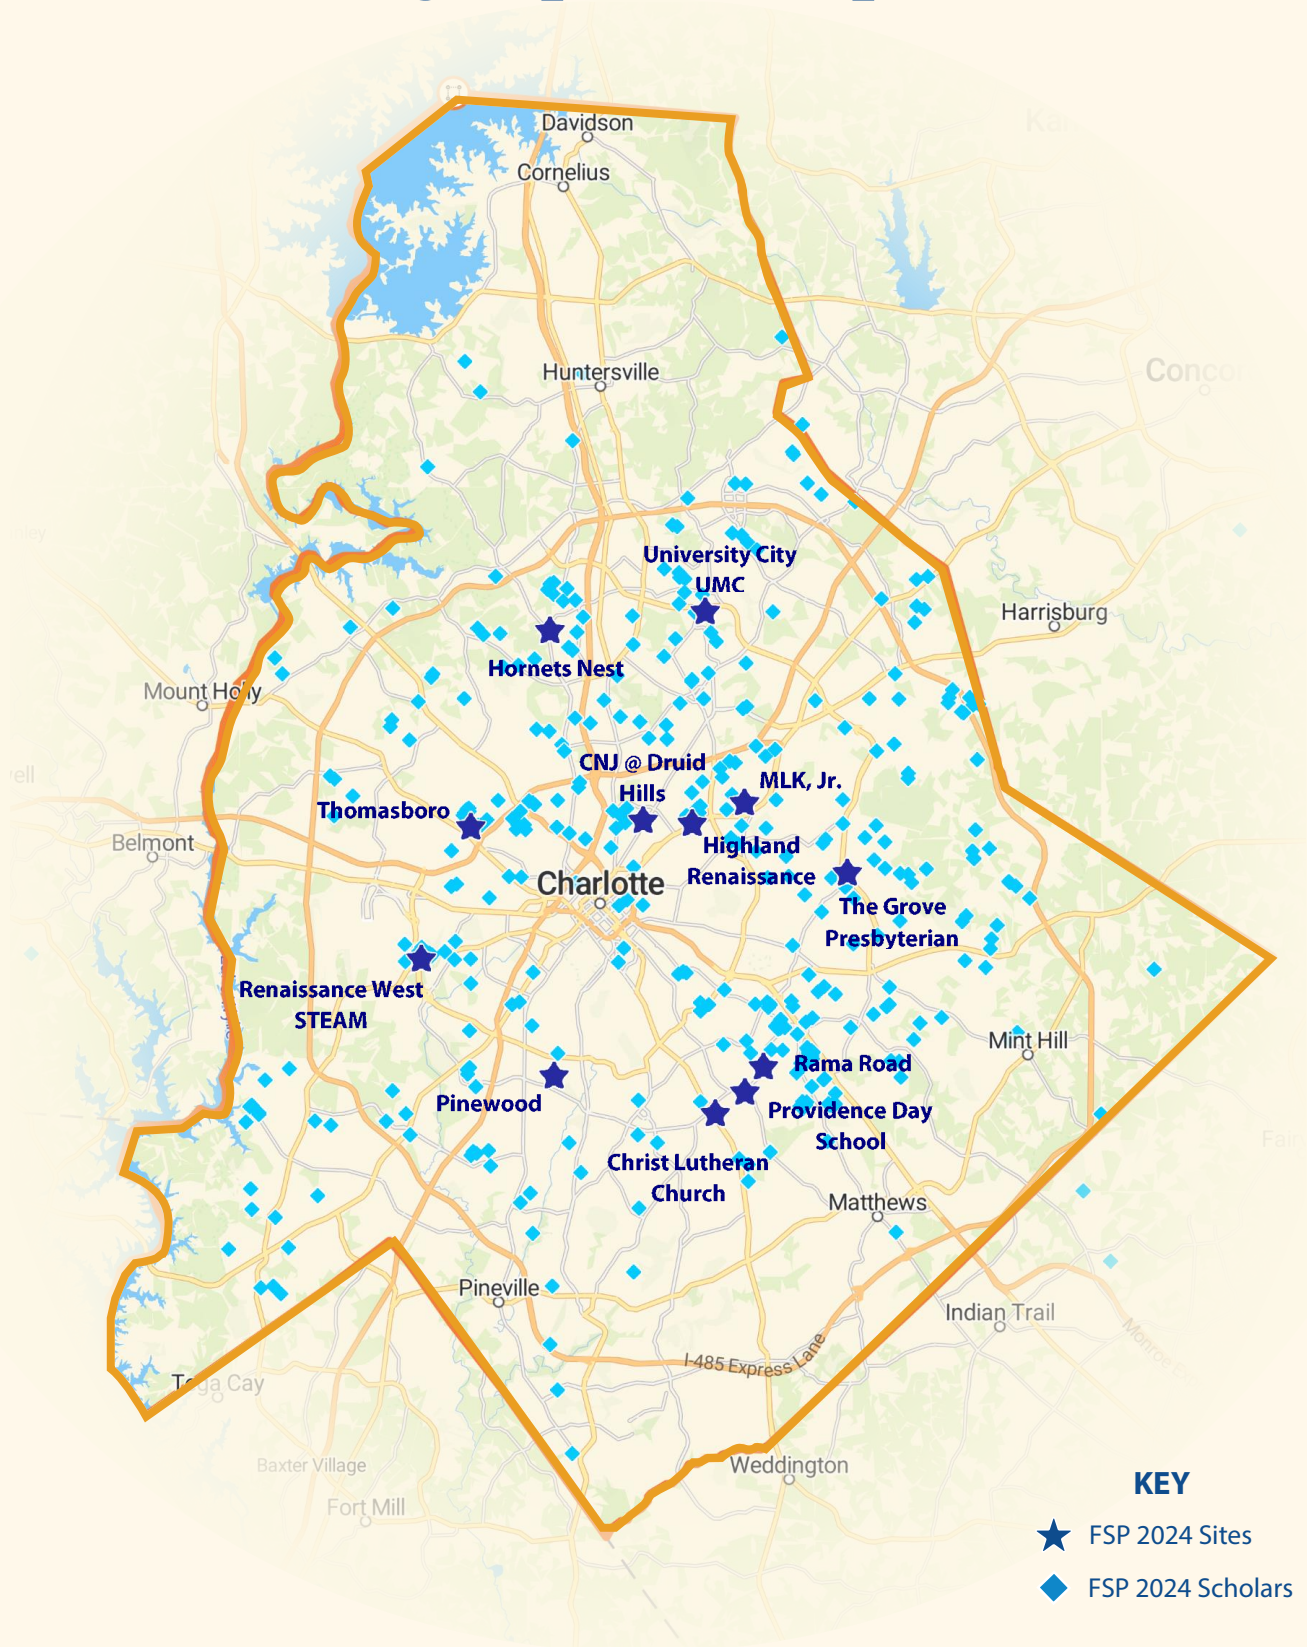 Davidson
Cornelius
Huntersville
University City
UMC
Harrisburg
Hornets Nest
Mount Holly
CNJ @ Druid
Hills
MLK, Jr.
Thomasboro
Belmont
Highland
Renaissance
Charlotte
The Grove
Presbyterian
Renaissance West
STEAM
Mint Hill
Rama Road
Pinewood
Providence Day
School
Christ Lutheran
Church
Matthews
Pineville
Indian Trail
I-485 Express Lane
Tega Cay
Baxter Village
Weddington
Fort Mill
KEY
FSP 2024 Sites
FSP 2024 Scholars